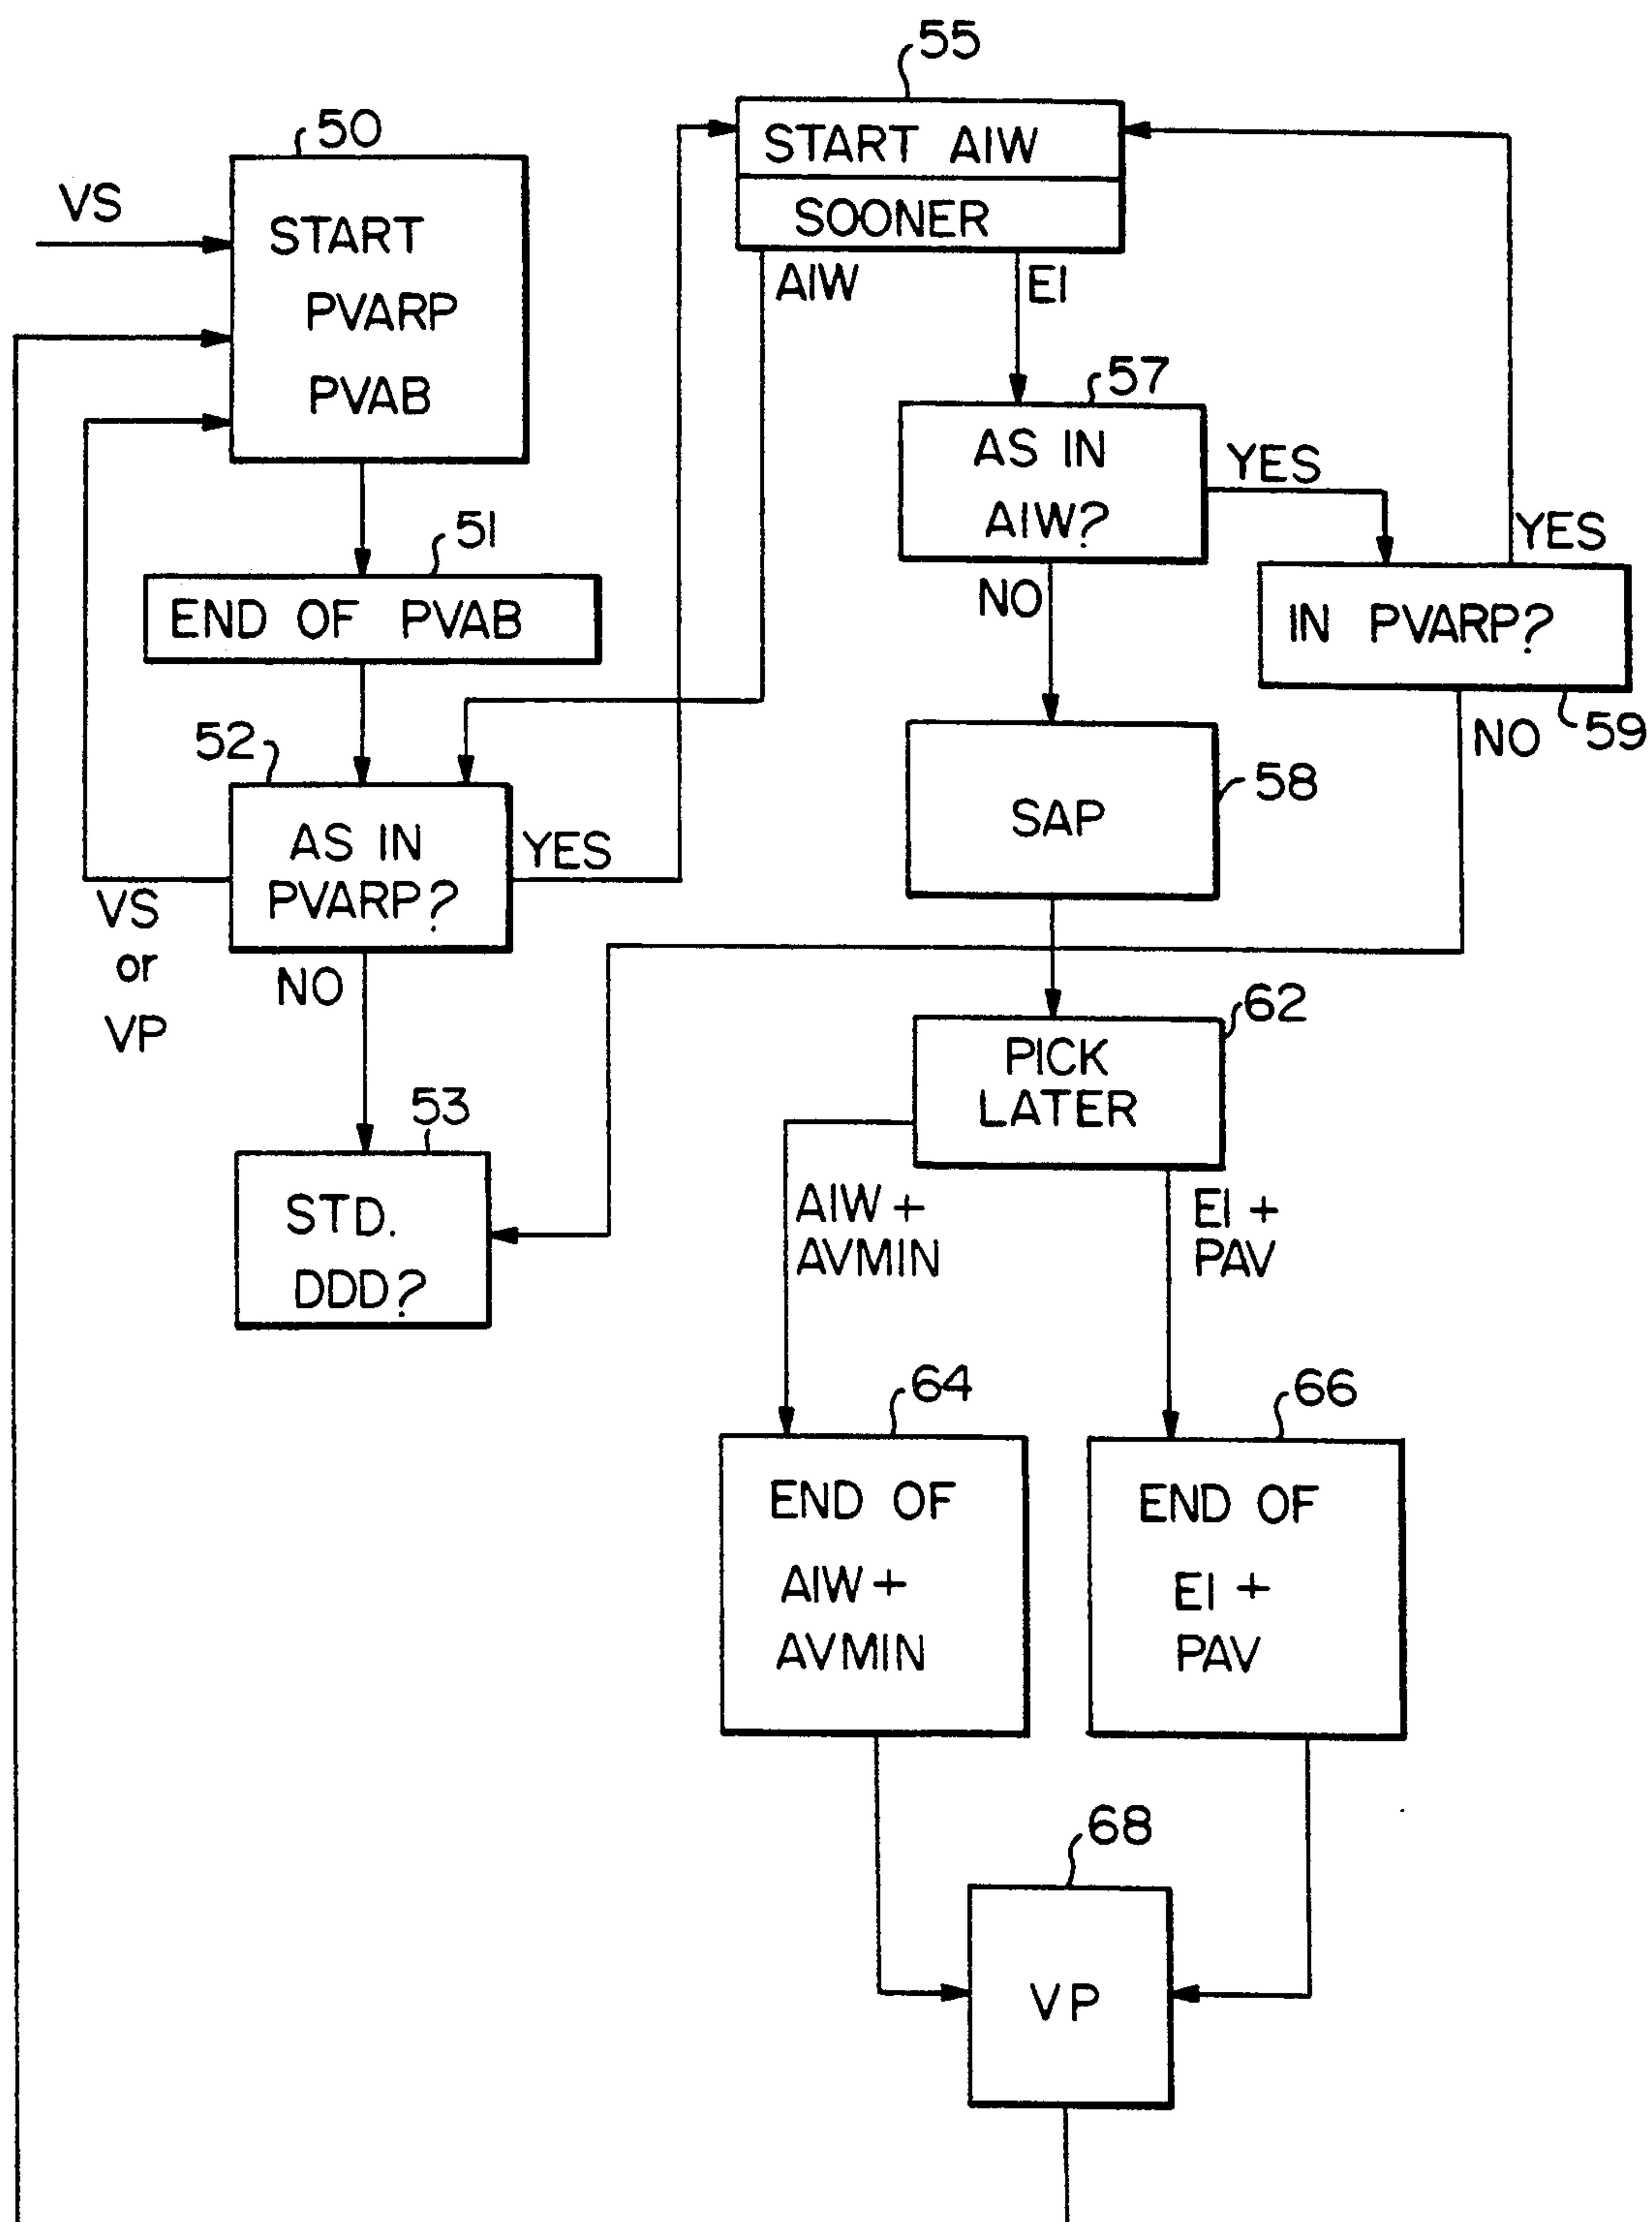 50
VS
START
PVARP
PVAB
51
END OF PVAB
52
AS IN
PVARP?
YES
VS
or
VP
NO
53
STD.
DDD?
55
START AIW
SOONER
AIW
EI
57
AS IN
AIW?
YES
NO
YES
IN PVARP?
59
NO
SAP
58
62
PICK
LATER
AIW +
AVMIN
EI +
PAV
64
END OF
AIW +
AVMIN
66
END OF
EI +
PAV
68
VP